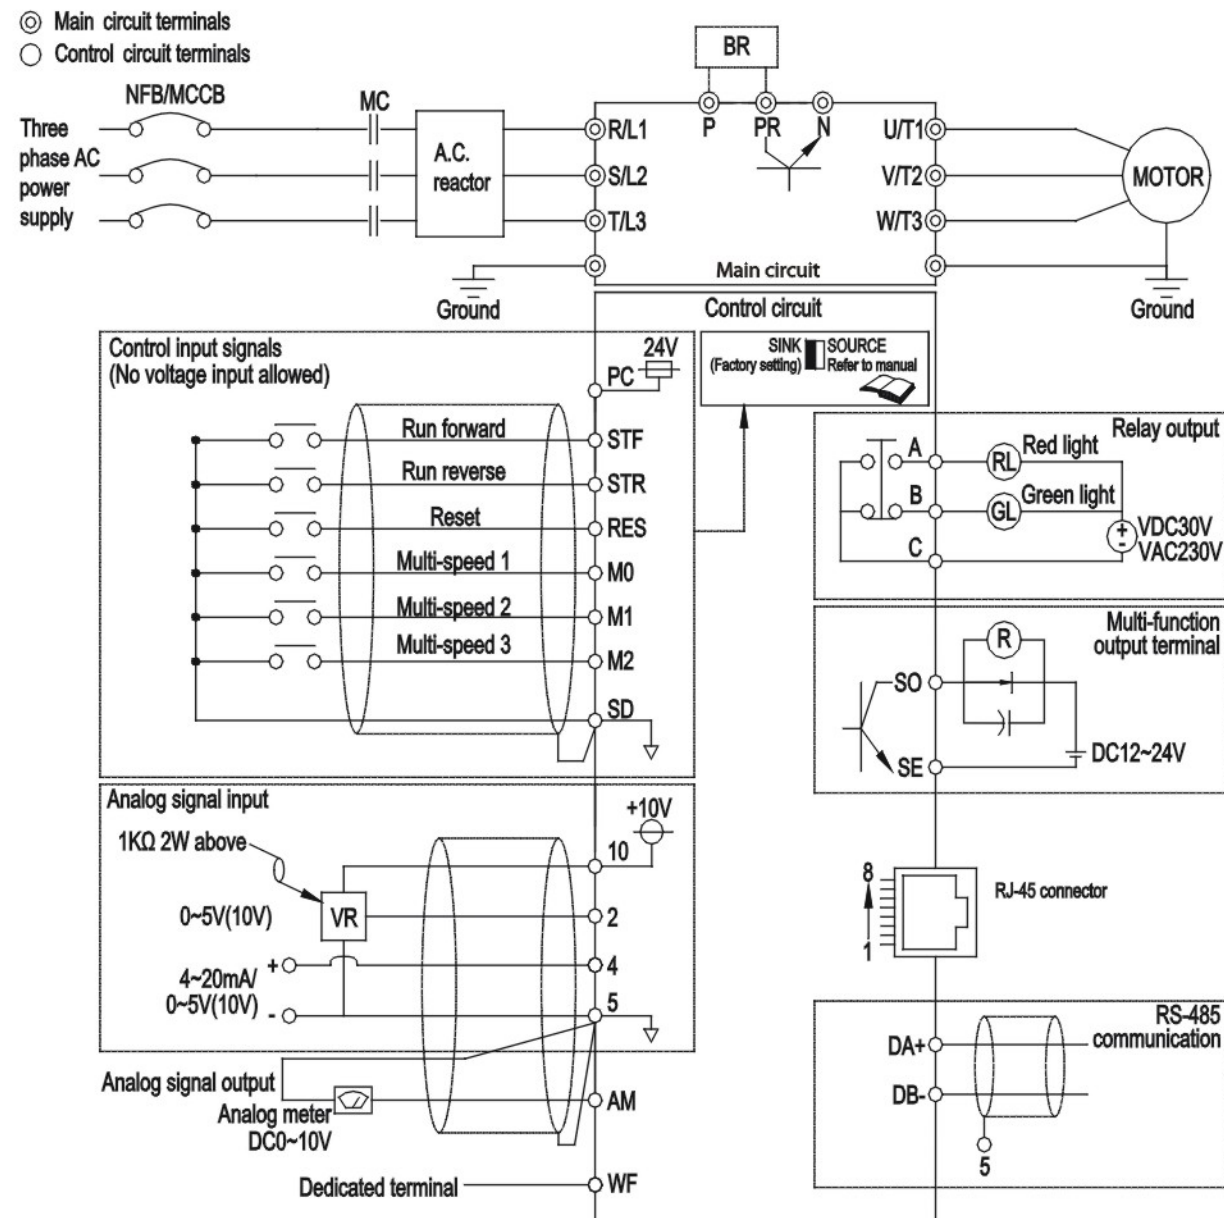 Main circuit terminals
Control circuit terminals
NFB/MCCB
MC
BR
Three
phase AC
power
supply
A.C.
reactor
R/L1
S/L2
T/L3
P
PR
N
U/T1
V/T2
W/T3
MOTOR
Main circuit
Ground
Ground
Control circuit
Control input signals
(No voltage input allowed)
24V
PC
SINK
(Factory setting)
SOURCE
Refer to manual
Run forward
STF
Run reverse
STR
Reset
RES
Multi-speed 1
M0
Multi-speed 2
M1
Multi-speed 3
M2
SD
Relay output
A
RL
Red light
B
GL
Green light
C
+
-
VDC30V
VAC230V
Multi-function
output terminal
R
SO
SE
DC12~24V
Analog signal input
1KΩ 2W above
+10V
10
0~5V(10V)
VR
2
+
4~20mA/
0~5V(10V)
-
4
5
8
1
RJ-45 connector
RS-485
communication
DA+
DB-
5
Analog signal output
Analog meter
DC0~10V
AM
Dedicated terminal
WF